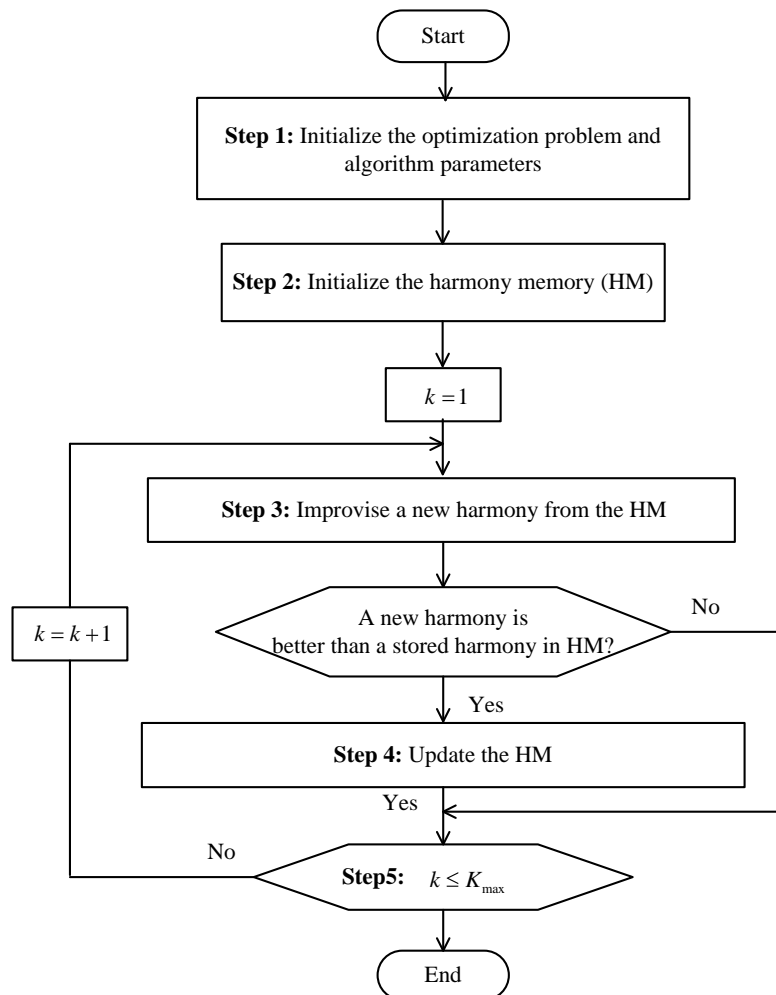 Start
Step 1: Initialize the optimization problem and
algorithm parameters
Step 2: Initialize the harmony memory (HM)
k = 1
Step 3: Improvise a new harmony from the HM
k = k + 1
A new harmony is
better than a stored harmony in HM?
No
Yes
Step 4: Update the HM
Yes
No
Step5: k ≤ K_max
End